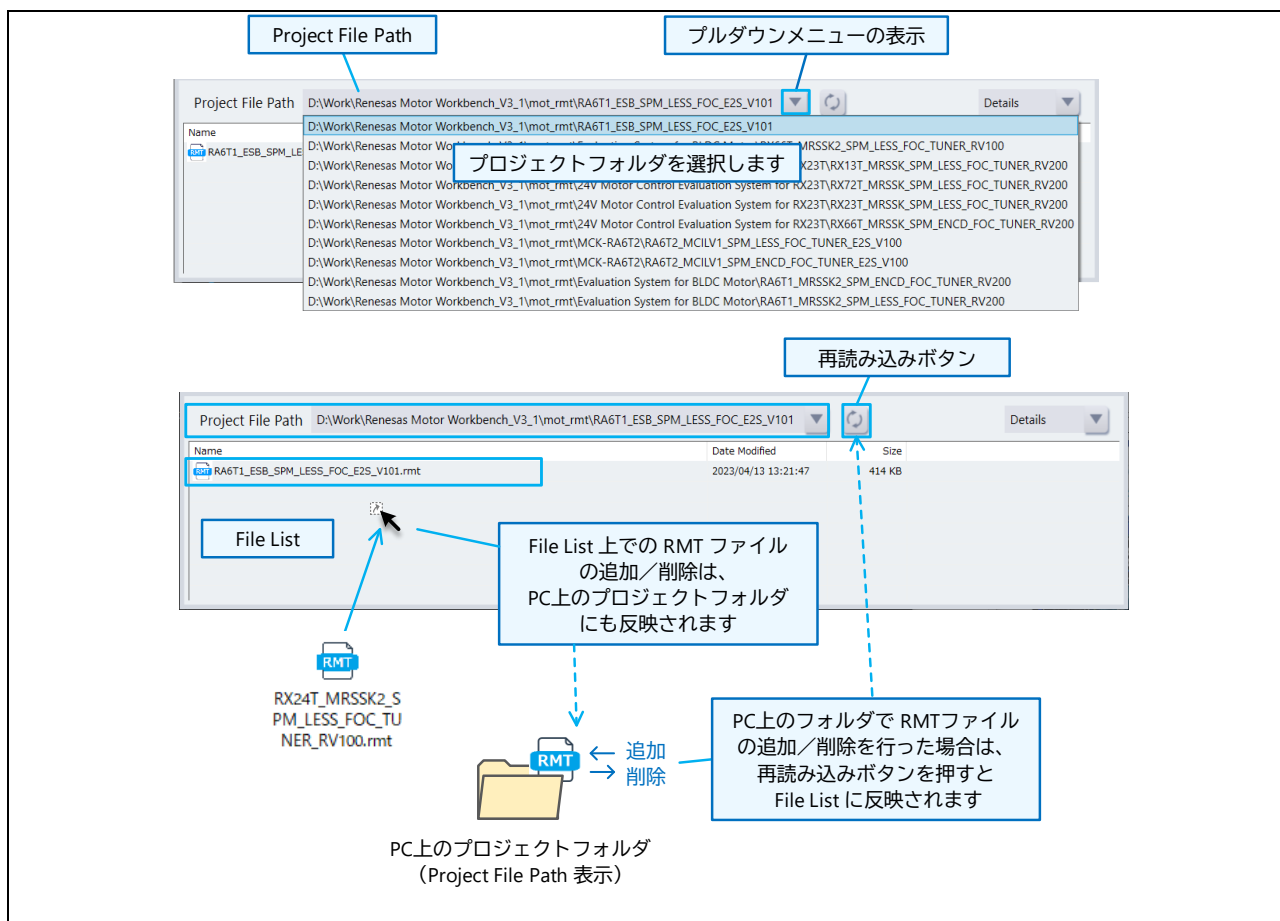 Project File Path
プルダウンメニューの表示
Project File Path D:\Work\Renesas Motor Workbench_V3_1\mot_rmt\RA6T1_ESB_SPM_LESS_FOC_E2S_V101 Details
Name
RA6T1_ESB_SPM_LE
D:\Work\Renesas Motor Workbench_V3_1\mot_rmt\RA6T1_ESB_SPM_LESS_FOC_E2S_V101
MRSSK2_SPM_LESS_FOC_TUNER_RV100
プロジェクトフォルダを選択します
D:\Work\Renesas Motor Wo RX23T\RX13T_MRSSK_SPM_LESS_FOC_TUNER_RV200
D:\Work\Renesas Motor Workbench_V3_1\mot_rmt\24V Motor Control Evaluation System for RX23T\RX72T_MRSSK_SPM_LESS_FOC_TUNER_RV200
D:\Work\Renesas Motor Workbench_V3_1\mot_rmt\24V Motor Control Evaluation System for RX23T\RX23T_MRSSK_SPM_LESS_FOC_TUNER_RV200
D:\Work\Renesas Motor Workbench_V3_1\mot_rmt\24V Motor Control Evaluation System for RX23T\RX66T_MRSSK_SPM_ENCD_FOC_TUNER_RV200
D:\Work\Renesas Motor Workbench_V3_1\mot_rmt\MCK-RA6T2\RA6T2_MCILV1_SPM_LESS_FOC_TUNER_E2S_V100
D:\Work\Renesas Motor Workbench_V3_1\mot_rmt\MCK-RA6T2\RA6T2_MCILV1_SPM_ENCD_FOC_TUNER_E2S_V100
D:\Work\Renesas Motor Workbench_V3_1\mot_rmt\Evaluation System for BLDC Motor\RA6T1_MRSSK2_SPM_ENCD_FOC_TUNER_RV200
D:\Work\Renesas Motor Workbench_V3_1\mot_rmt\Evaluation System for BLDC Motor\RA6T1_MRSSK2_SPM_LESS_FOC_TUNER_RV200
再読み込みボタン
Project File Path D:\Work\Renesas Motor Workbench_V3_1\mot_rmt\RA6T1_ESB_SPM_LESS_FOC_E2S_V101 Details
Name Date Modified Size
RMT RA6T1_ESB_SPM_LESS_FOC_E2S_V101.rmt 2023/04/13 13:21:47 414 KB
File List
File List 上での RMT ファイル
の追加／削除は、
PC上のプロジェクトフォルダ
にも反映されます
RMT
RX24T_MRSSK2_S
PM_LESS_FOC_TU
NER_RV100.rmt
RMT
← 追加
→ 削除
PC上のフォルダで RMTファイル
の追加／削除を行った場合は、
再読み込みボタンを押すと
File List に反映されます
PC上のプロジェクトフォルダ
（Project File Path 表示）